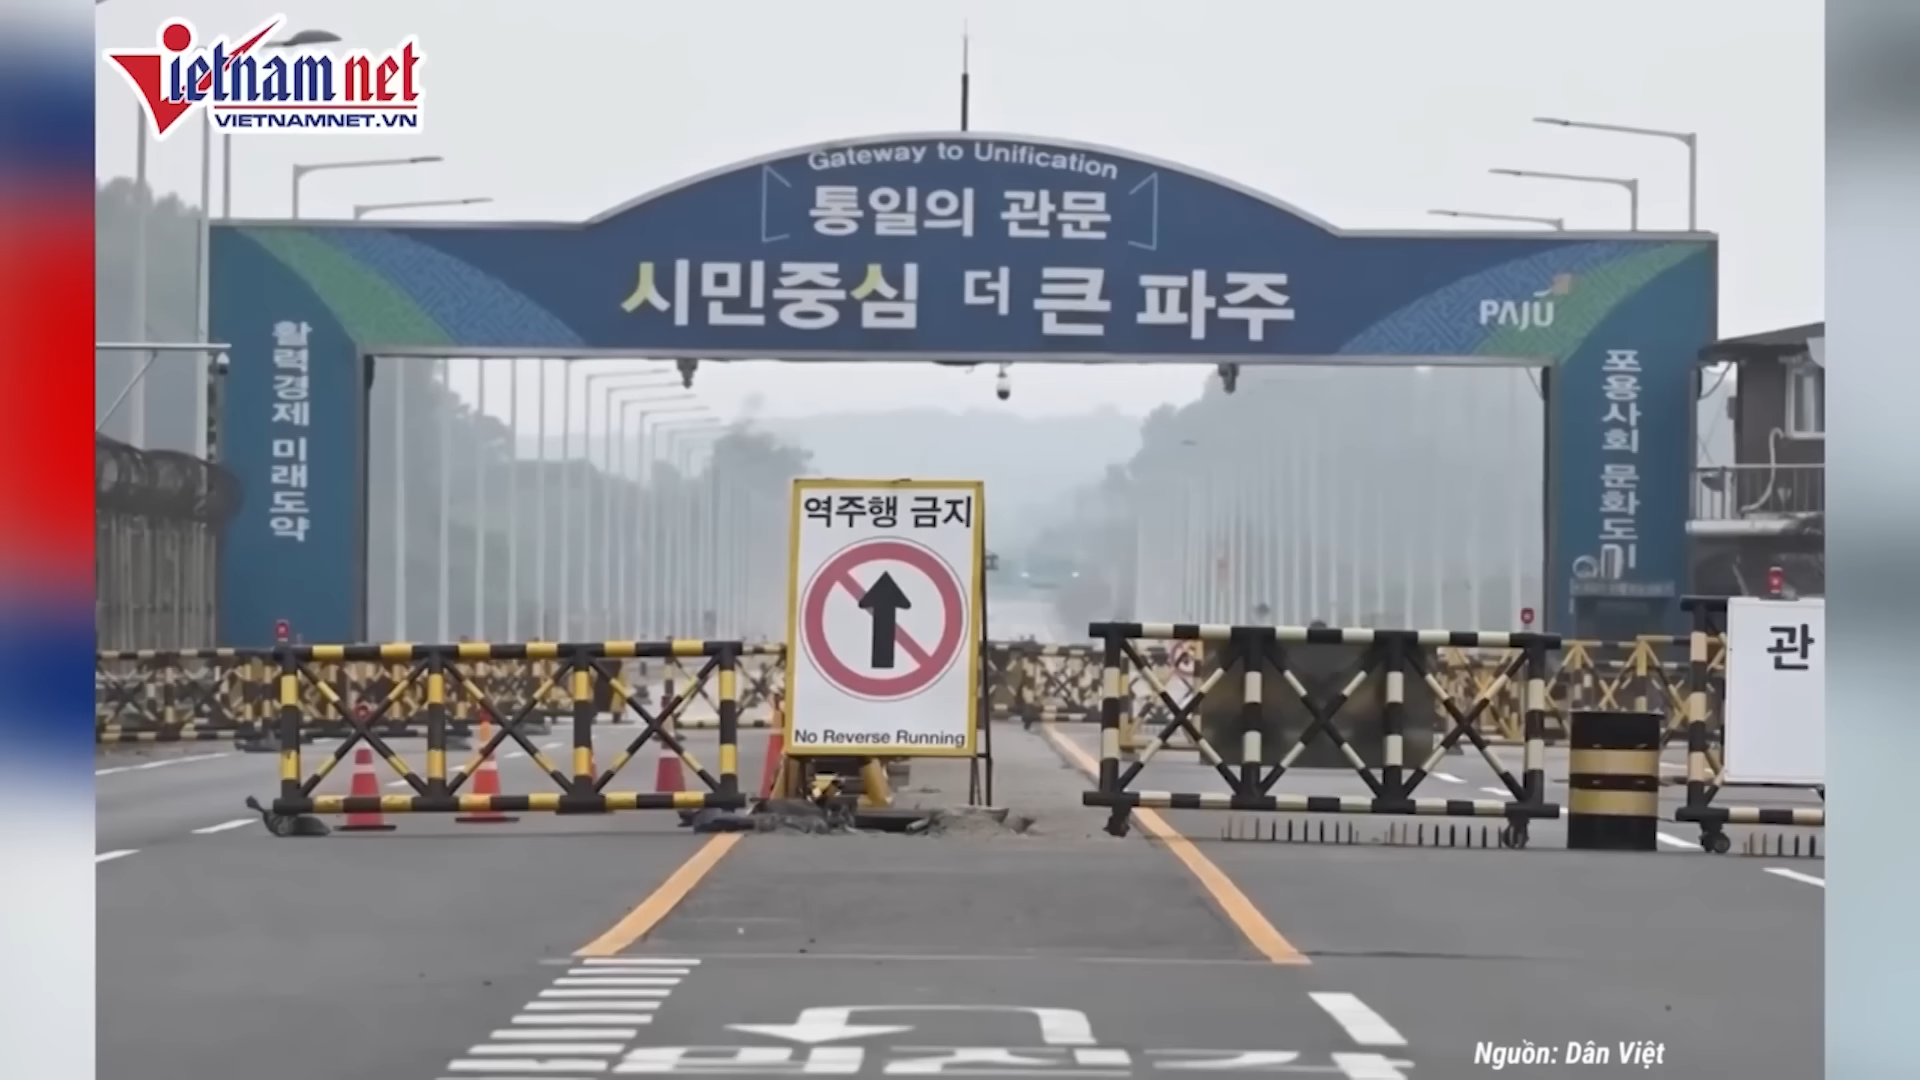 Vietnamnet
VIETNAMNET.VN
Gateway to Unification
통일의 관문
시민중심 더 큰 파주
PAJU
활력경제 미래도약
포용사회 문화도시
역주행 금지
No Reverse Running
관
Nguồn: Dân Việt